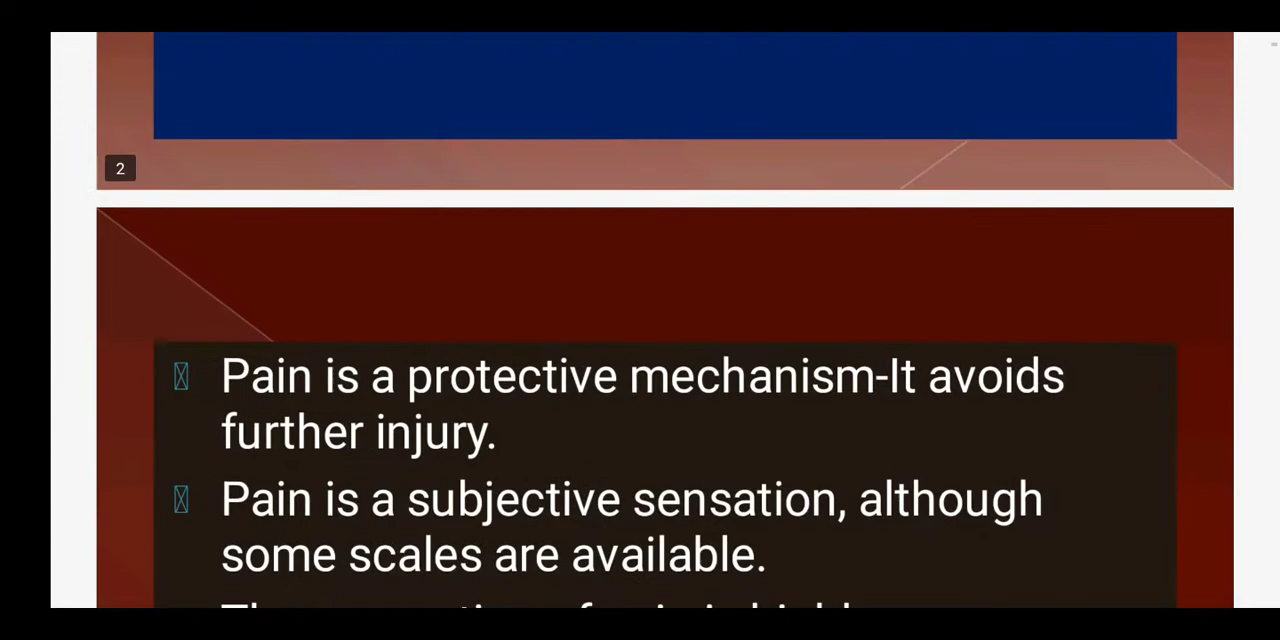 2
Pain is a protective mechanism-It avoids
further injury.
Pain is a subjective sensation, although
some scales are available.